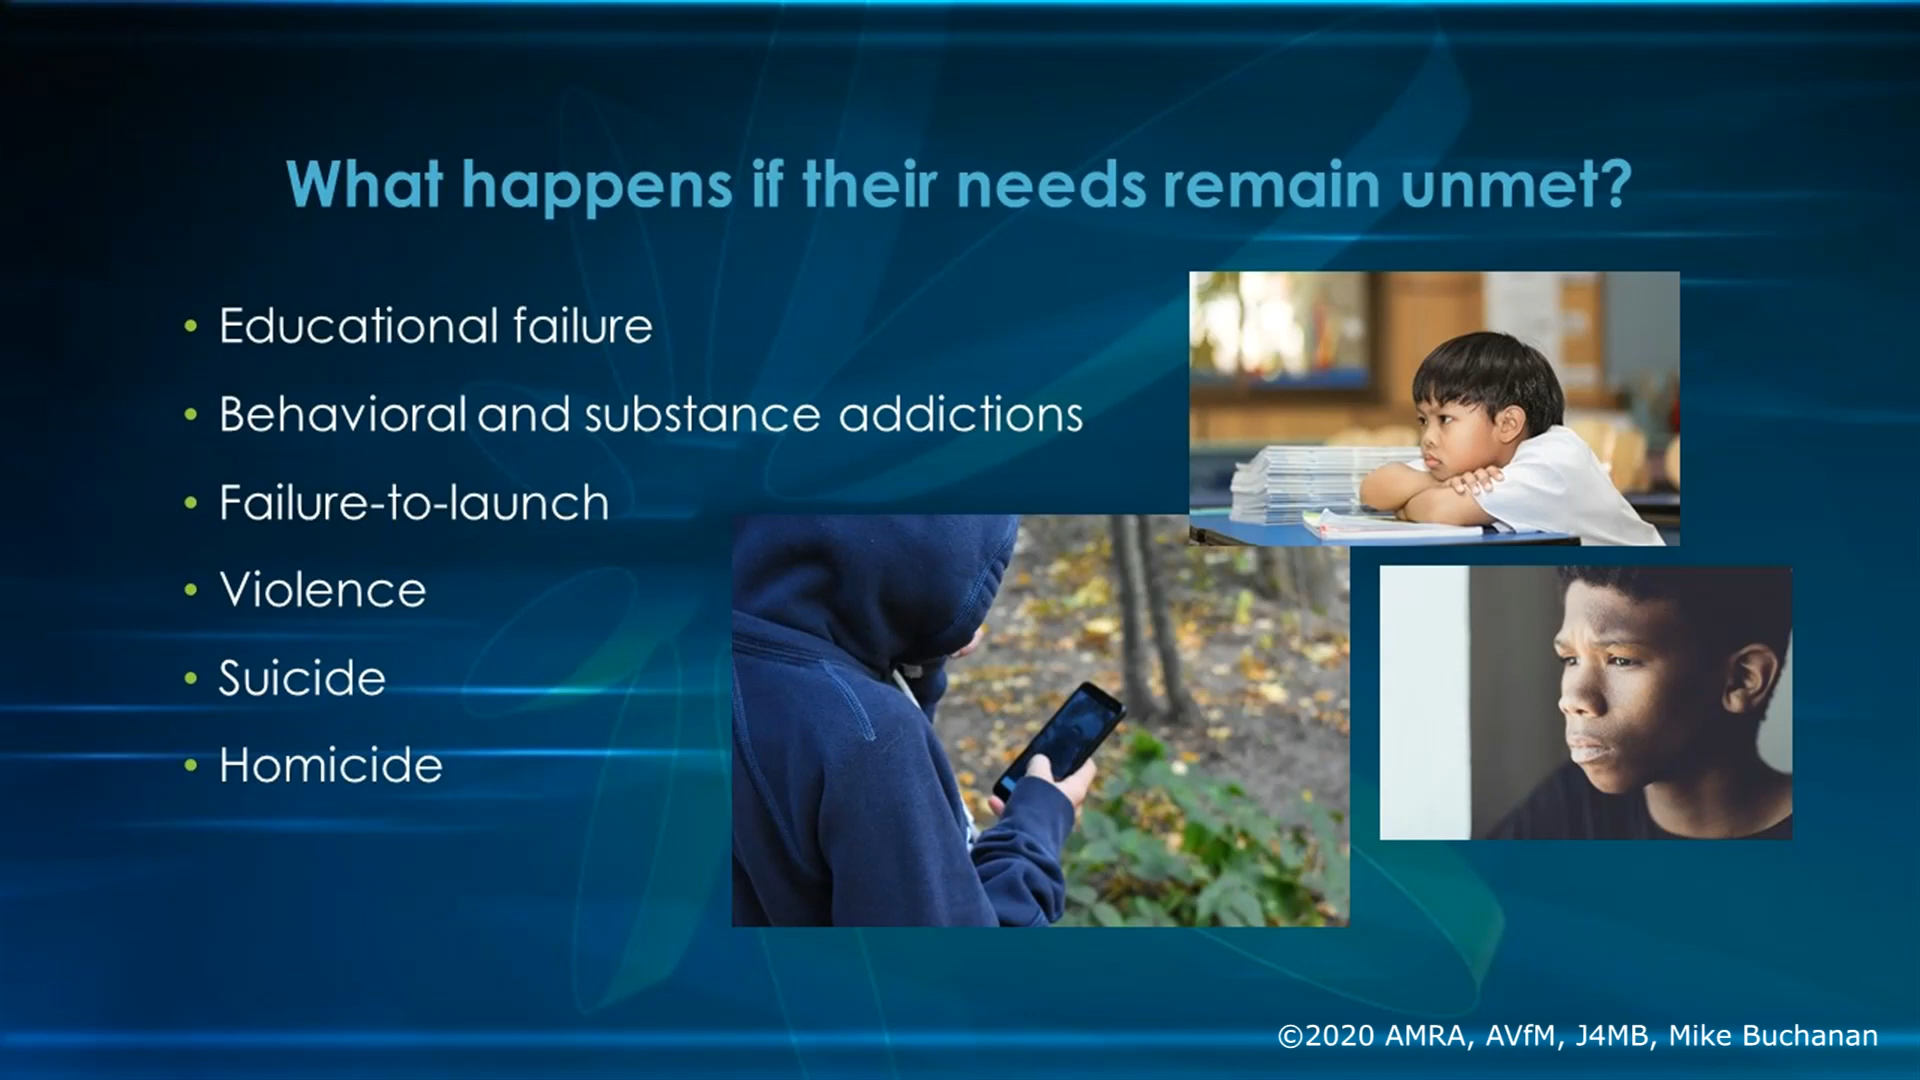 What happens if their needs remain unmet?
• Educational failure
• Behavioral and substance addictions
• Failure-to-launch
• Violence
• Suicide
• Homicide
©2020 AMRA, AVfM, J4MB, Mike Buchanan